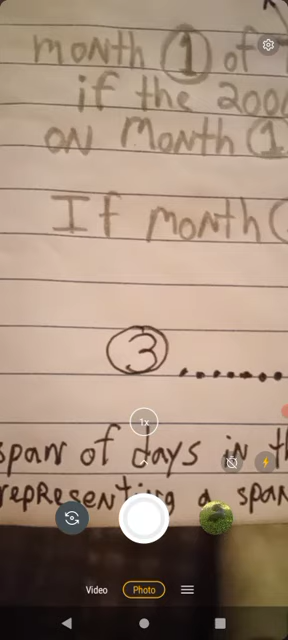 month ① of
if the 200
on Month ①
If month
③ .......
1x
span of days in th
representing a span
Video Photo